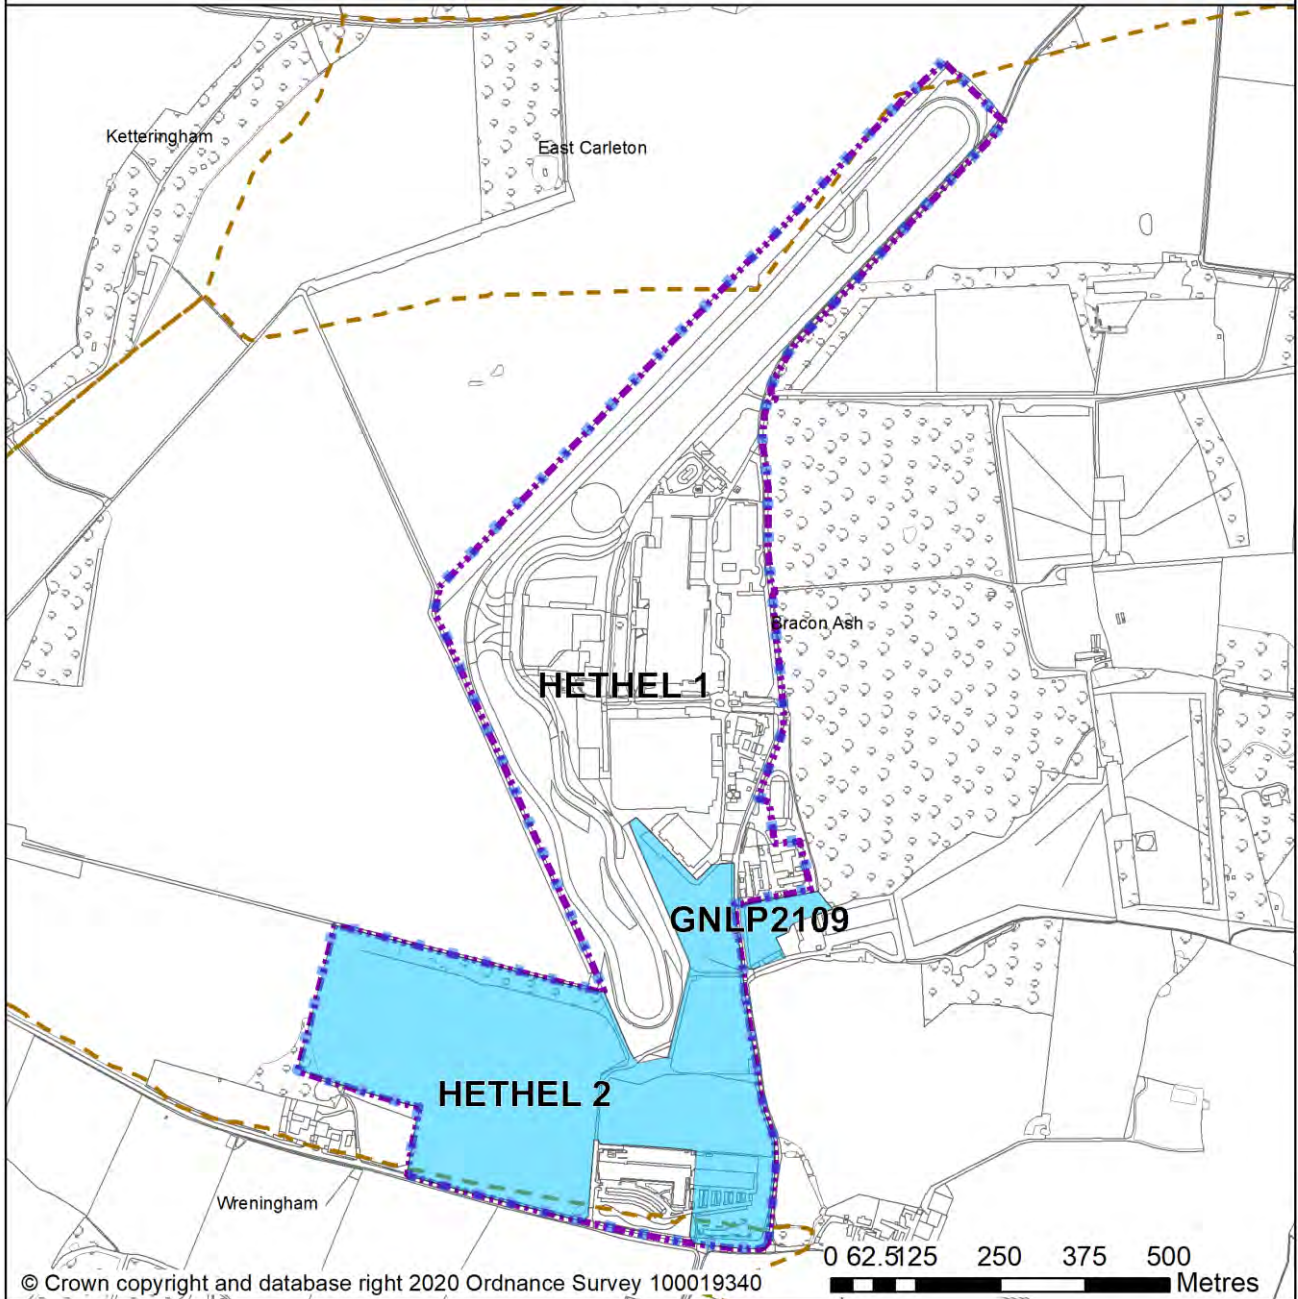 Ketteringham
East Carleton
Bracon Ash
HETHEL 1
GNLP2109
HETHEL 2
Wreningham
0 62.5125 250 375 500
Metres
© Crown copyright and database right 2020 Ordnance Survey 100019340